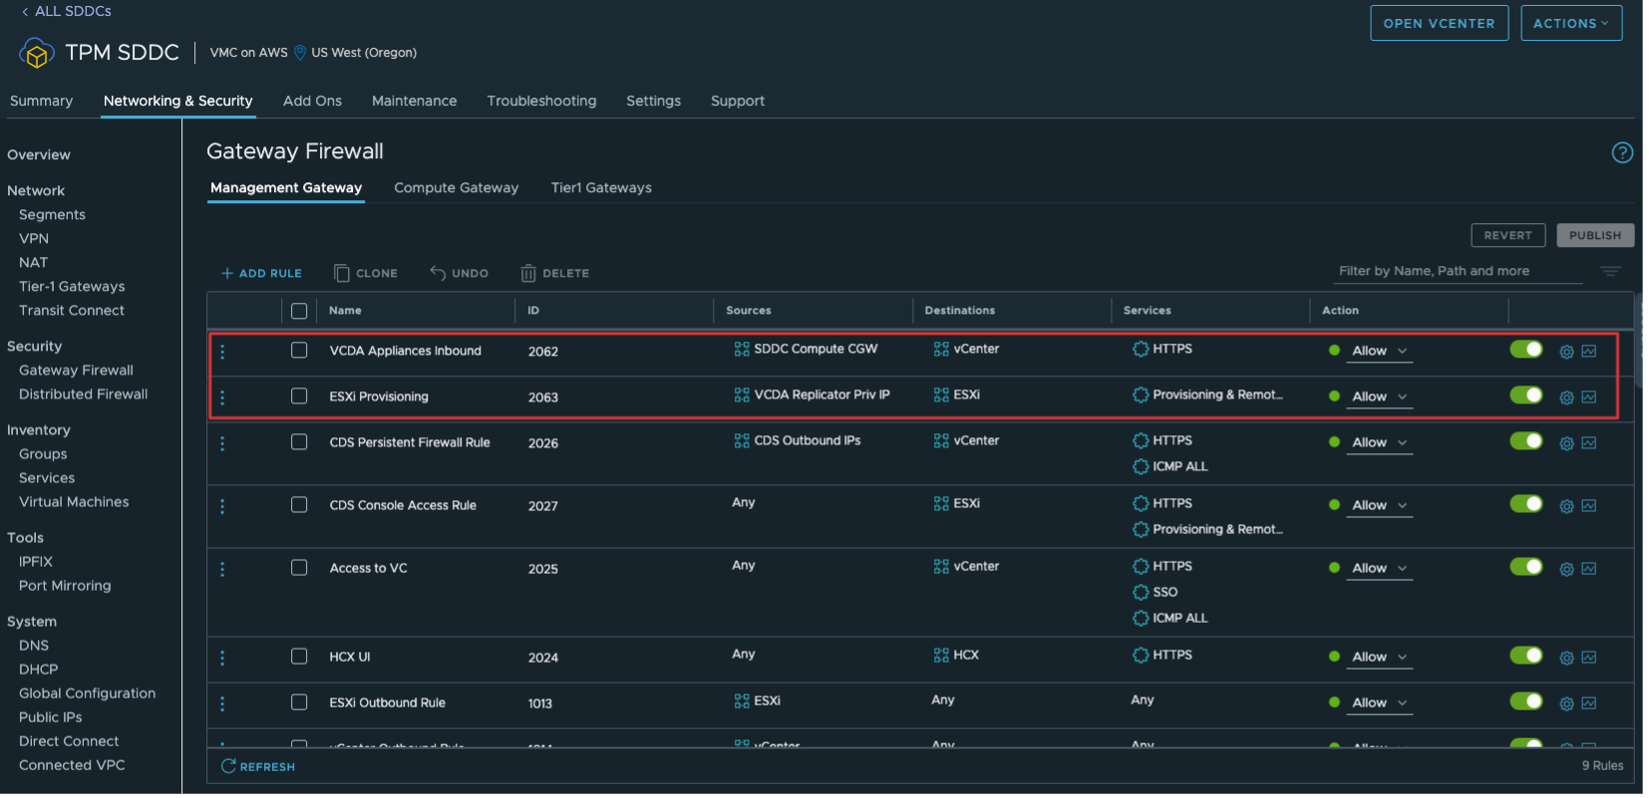 ALL SDDCs
TPM SDDC
VMC on AWS US West (Oregon)
OPEN VCENTER
ACTIONS
Summary Networking & Security Add Ons Maintenance Troubleshooting Settings Support
Overview
Network
Segments
VPN
NAT
Tier-1 Gateways
Transit Connect
Security
Gateway Firewall
Distributed Firewall
Inventory
Groups
Services
Virtual Machines
Tools
IPFIX
Port Mirroring
System
DNS
DHCP
Global Configuration
Public IPs
Direct Connect
Connected VPC
Gateway Firewall
?
Management Gateway Compute Gateway Tier1 Gateways
REVERT PUBLISH
+ ADD RULE CLONE UNDO DELETE Filter by Name, Path and more
Name ID Sources Destinations Services Action
VCDA Appliances Inbound 2062 SDDC Compute CGW vCenter HTTPS Allow
ESXi Provisioning 2063 VCDA Replicator Priv IP ESXi Provisioning & Remot... Allow
CDS Persistent Firewall Rule 2026 CDS Outbound IPs vCenter HTTPS Allow
ICMP ALL
CDS Console Access Rule 2027 Any ESXi HTTPS Allow
Provisioning & Remot...
Access to VC 2025 Any vCenter HTTPS Allow
SSO
ICMP ALL
HCX UI 2024 Any HCX HTTPS Allow
ESXi Outbound Rule 1013 ESXi Any Any Allow
vCenter Outbound Rule 1014 vCenter Any Any Allow
REFRESH 9 Rules